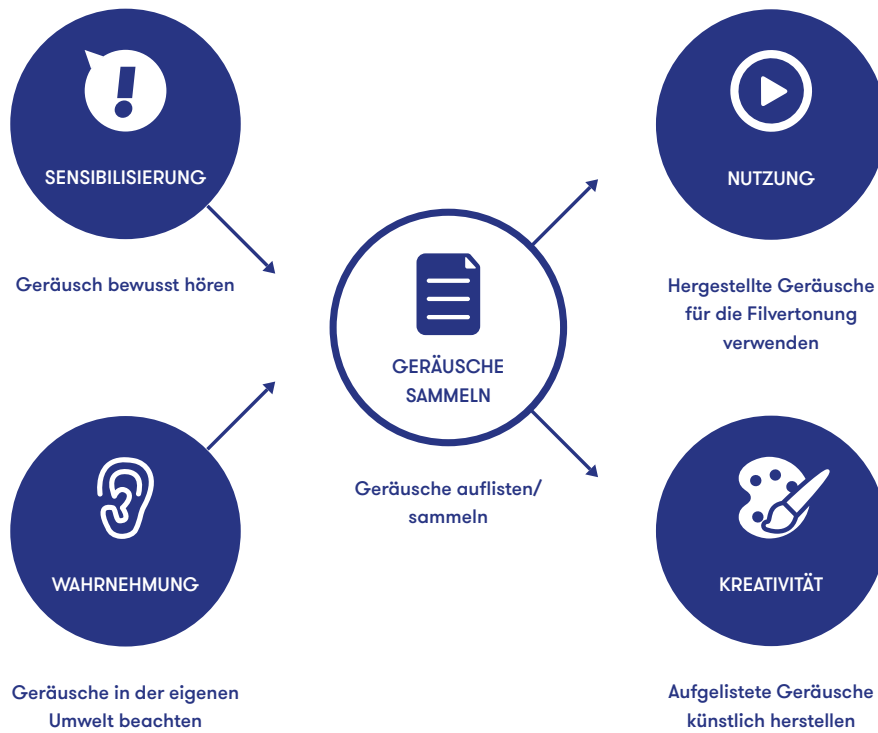 SENSIBILISIERUNG
Geräusch bewusst hören
WAHRNEHMUNG
Geräusche in der eigenen
Umwelt beachten
GERÄUSCHE
SAMMELN
Geräusche auflisten/
sammeln
NUTZUNG
Hergestellte Geräusche
für die Filvertonung
verwenden
KREATIVITÄT
Aufgelistete Geräusche
künstlich herstellen